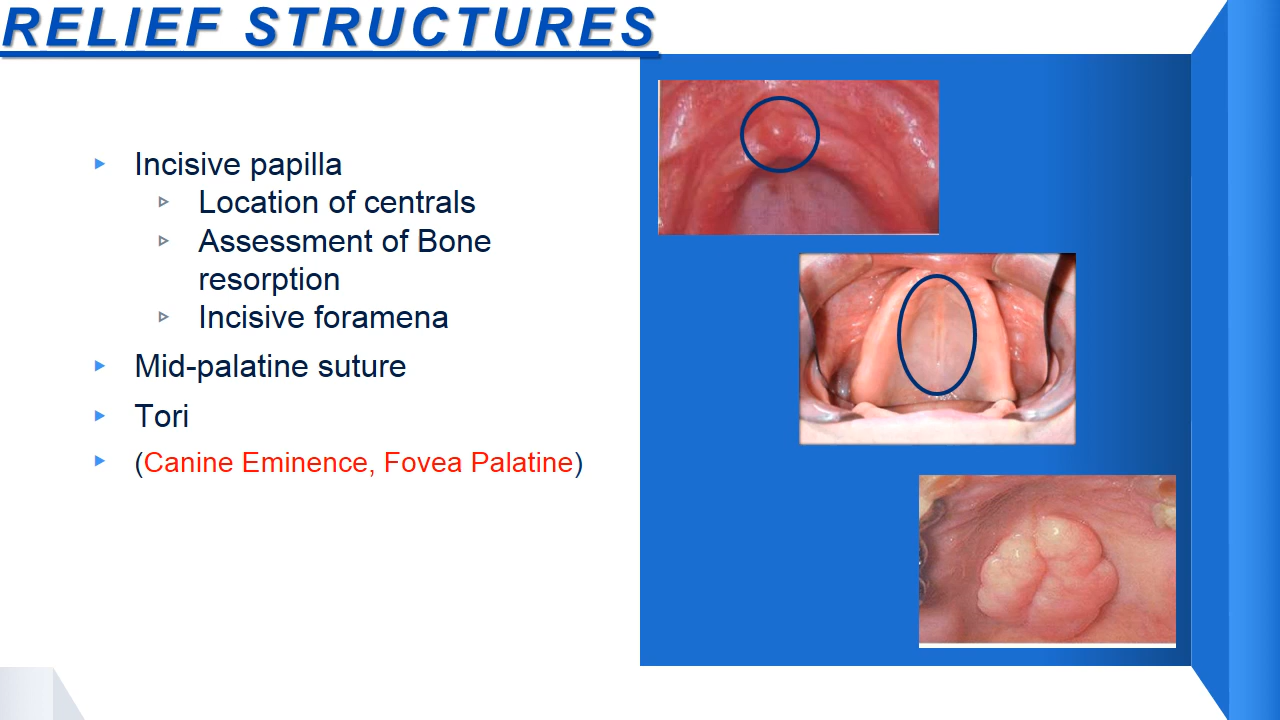 RELIEF STRUCTURES
Incisive papilla
Location of centrals
Assessment of Bone
resorption
Incisive foramena
Mid-palatine suture
Tori
(Canine Eminence, Fovea Palatine)